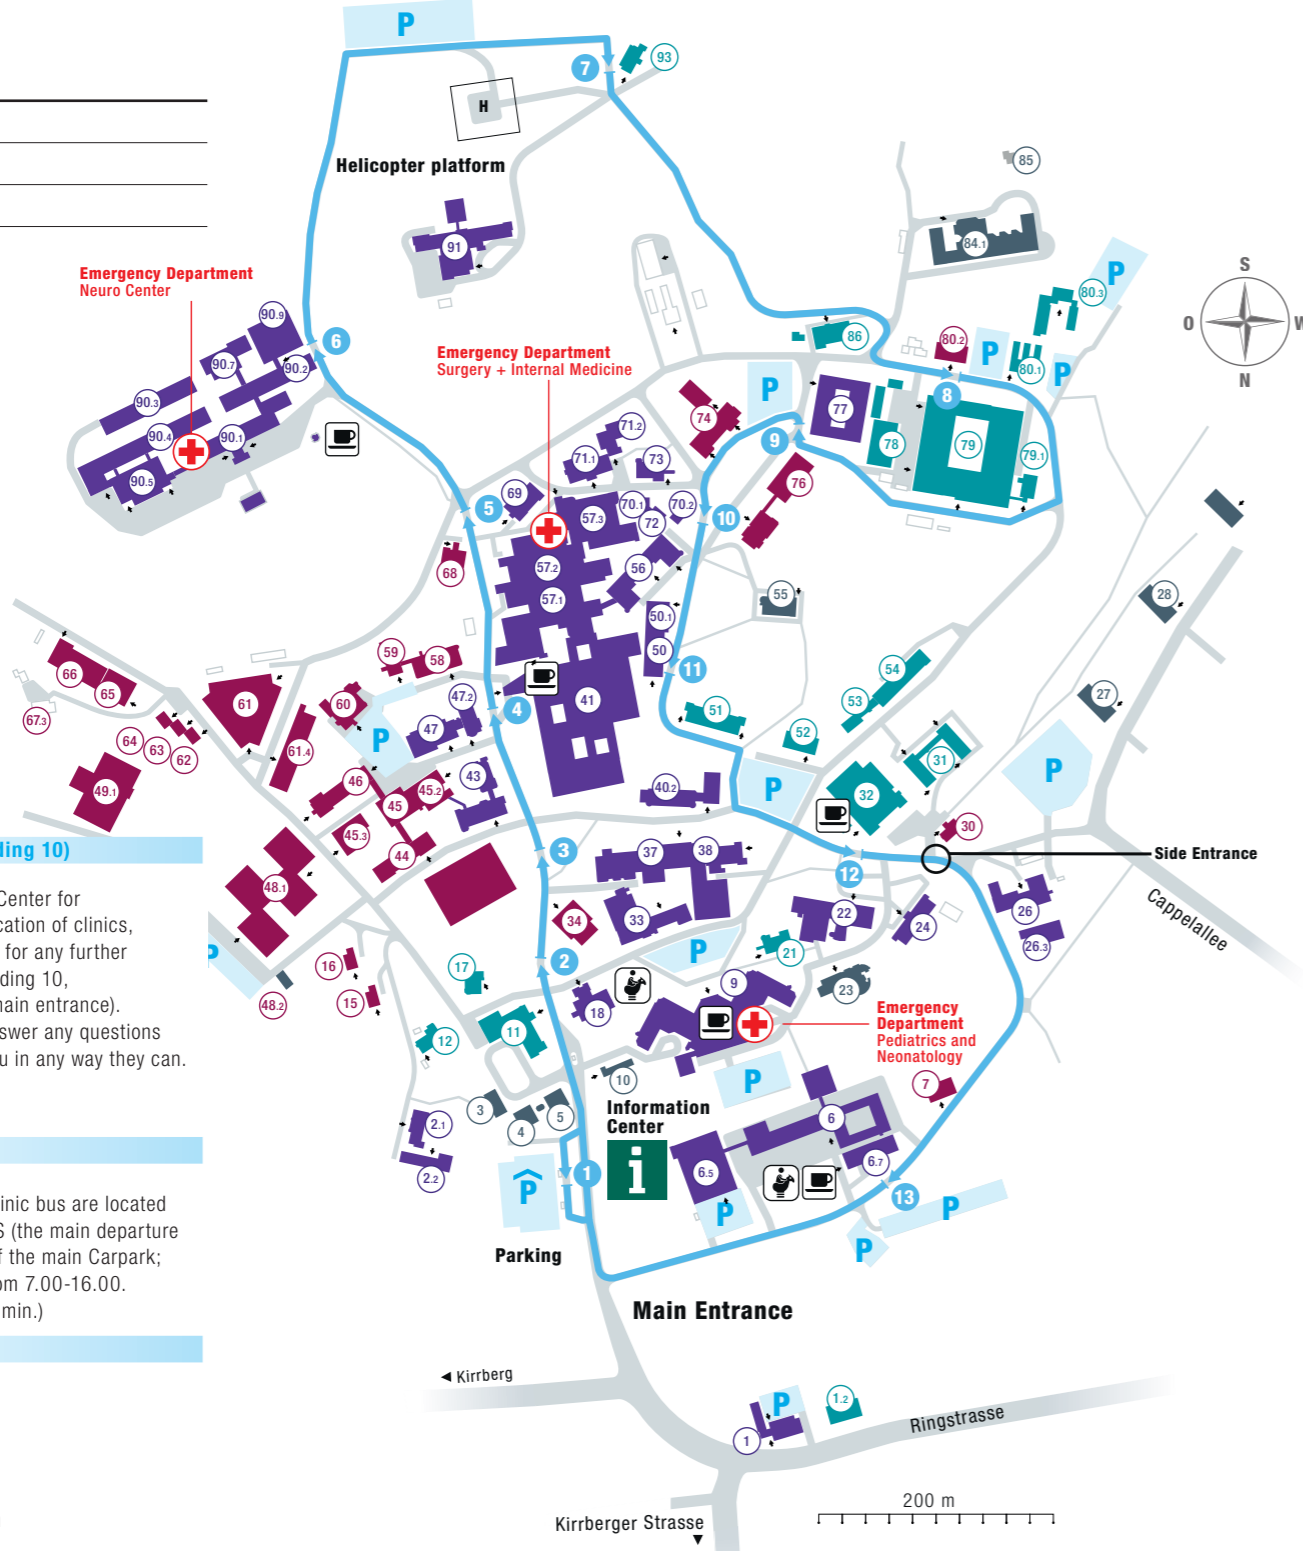 P
7
93
H
Helicopter platform
85
91
84.1
P
S
O
W
N
80.3
Emergency Department
Neuro Center
90.9
6
86
80.2
P
80.1
P
90.7
90.2
Emergency Department
Surgery + Internal Medicine
8
90.3
P
77
74
9
78
79
79.1
90.4
90.1
90.5
71.2
71.1
73
76
69
5
57.3
70.1
70.2
72
10
68
57.2
56
57.1
55
28
50.1
50
11
66
65
67.3
59
58
54
53
27
61
60
47.2
4
41
51
52
64
63
62
61.4
P
47
31
49.1
46
45
45.2
43
40.2
P
32
P
45.3
44
30
ding 10)
3
37
38
12
Side Entrance
Center for
cation of clinics,
for any further
ding 10,
main entrance).
swer any questions
u in any way they can.
48.1
P
48.2
34
33
22
24
26
26.3
Cappelallee
16
15
17
2
P
21
23
9
18
12
11
Emergency
Department
Pediatrics and
Neonatology
10
P
7
3
4
5
Information
Center
i
2.1
2.2
6
6.5
6.7
P
1
P
13
P
P
linic bus are located
S (the main departure
f the main Carpark;
om 7.00-16.00.
min.)
Parking
Main Entrance
Kirrberg
P
1.2
1
Ringstrasse
200 m
Kirrberger Strasse